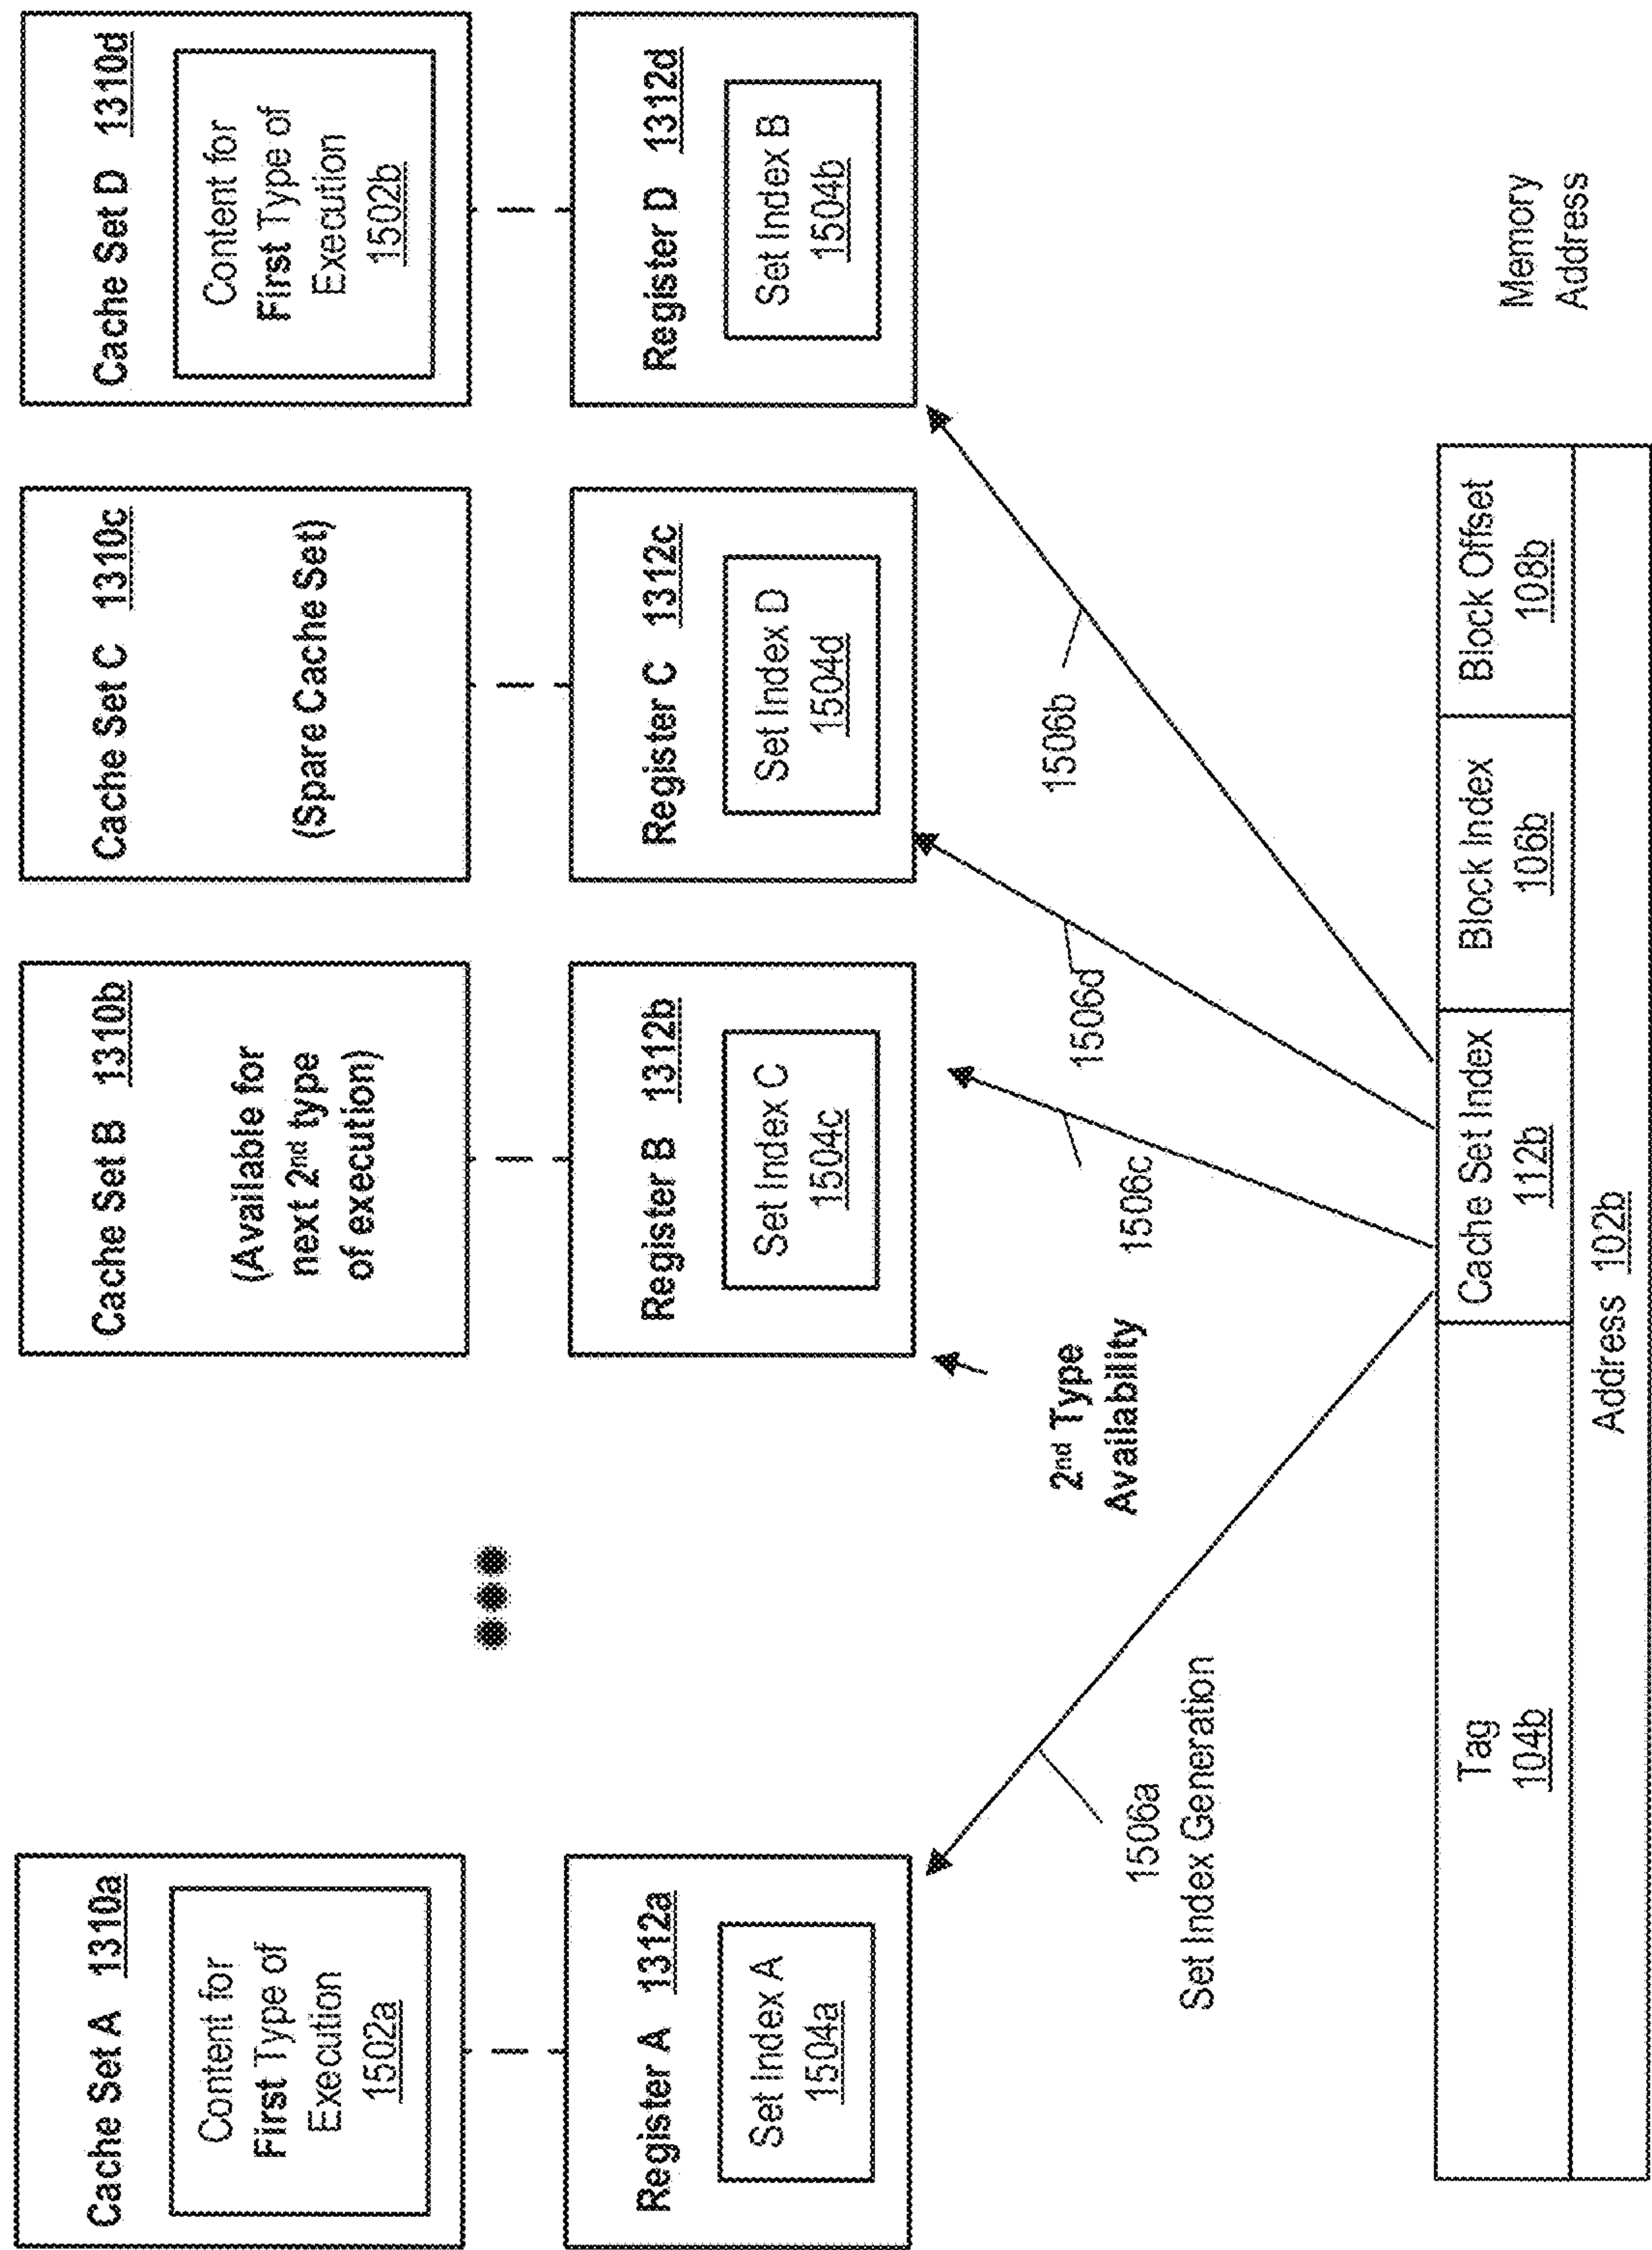 Cache Set A 1310a
Content for
First Type of
Execution
1502a
Cache Set B 1310b
(Available for
next 2nd type
of execution)
Cache Set C 1310c
(Spare Cache Set)
Cache Set D 1310d
Content for
First Type of
Execution
1502b
Register A 1312a
Set Index A
1504a
Register B 1312b
Set Index C
1504c
Register C 1312c
Set Index D
1504d
Register D 1312d
Set Index B
1504b
2nd Type
Availability
1506a
Set Index Generation
1506c
1506d
1506b
Memory
Address
Tag
104b
Cache Set Index
112b
Block Index
106b
Block Offset
108b
Address 102b